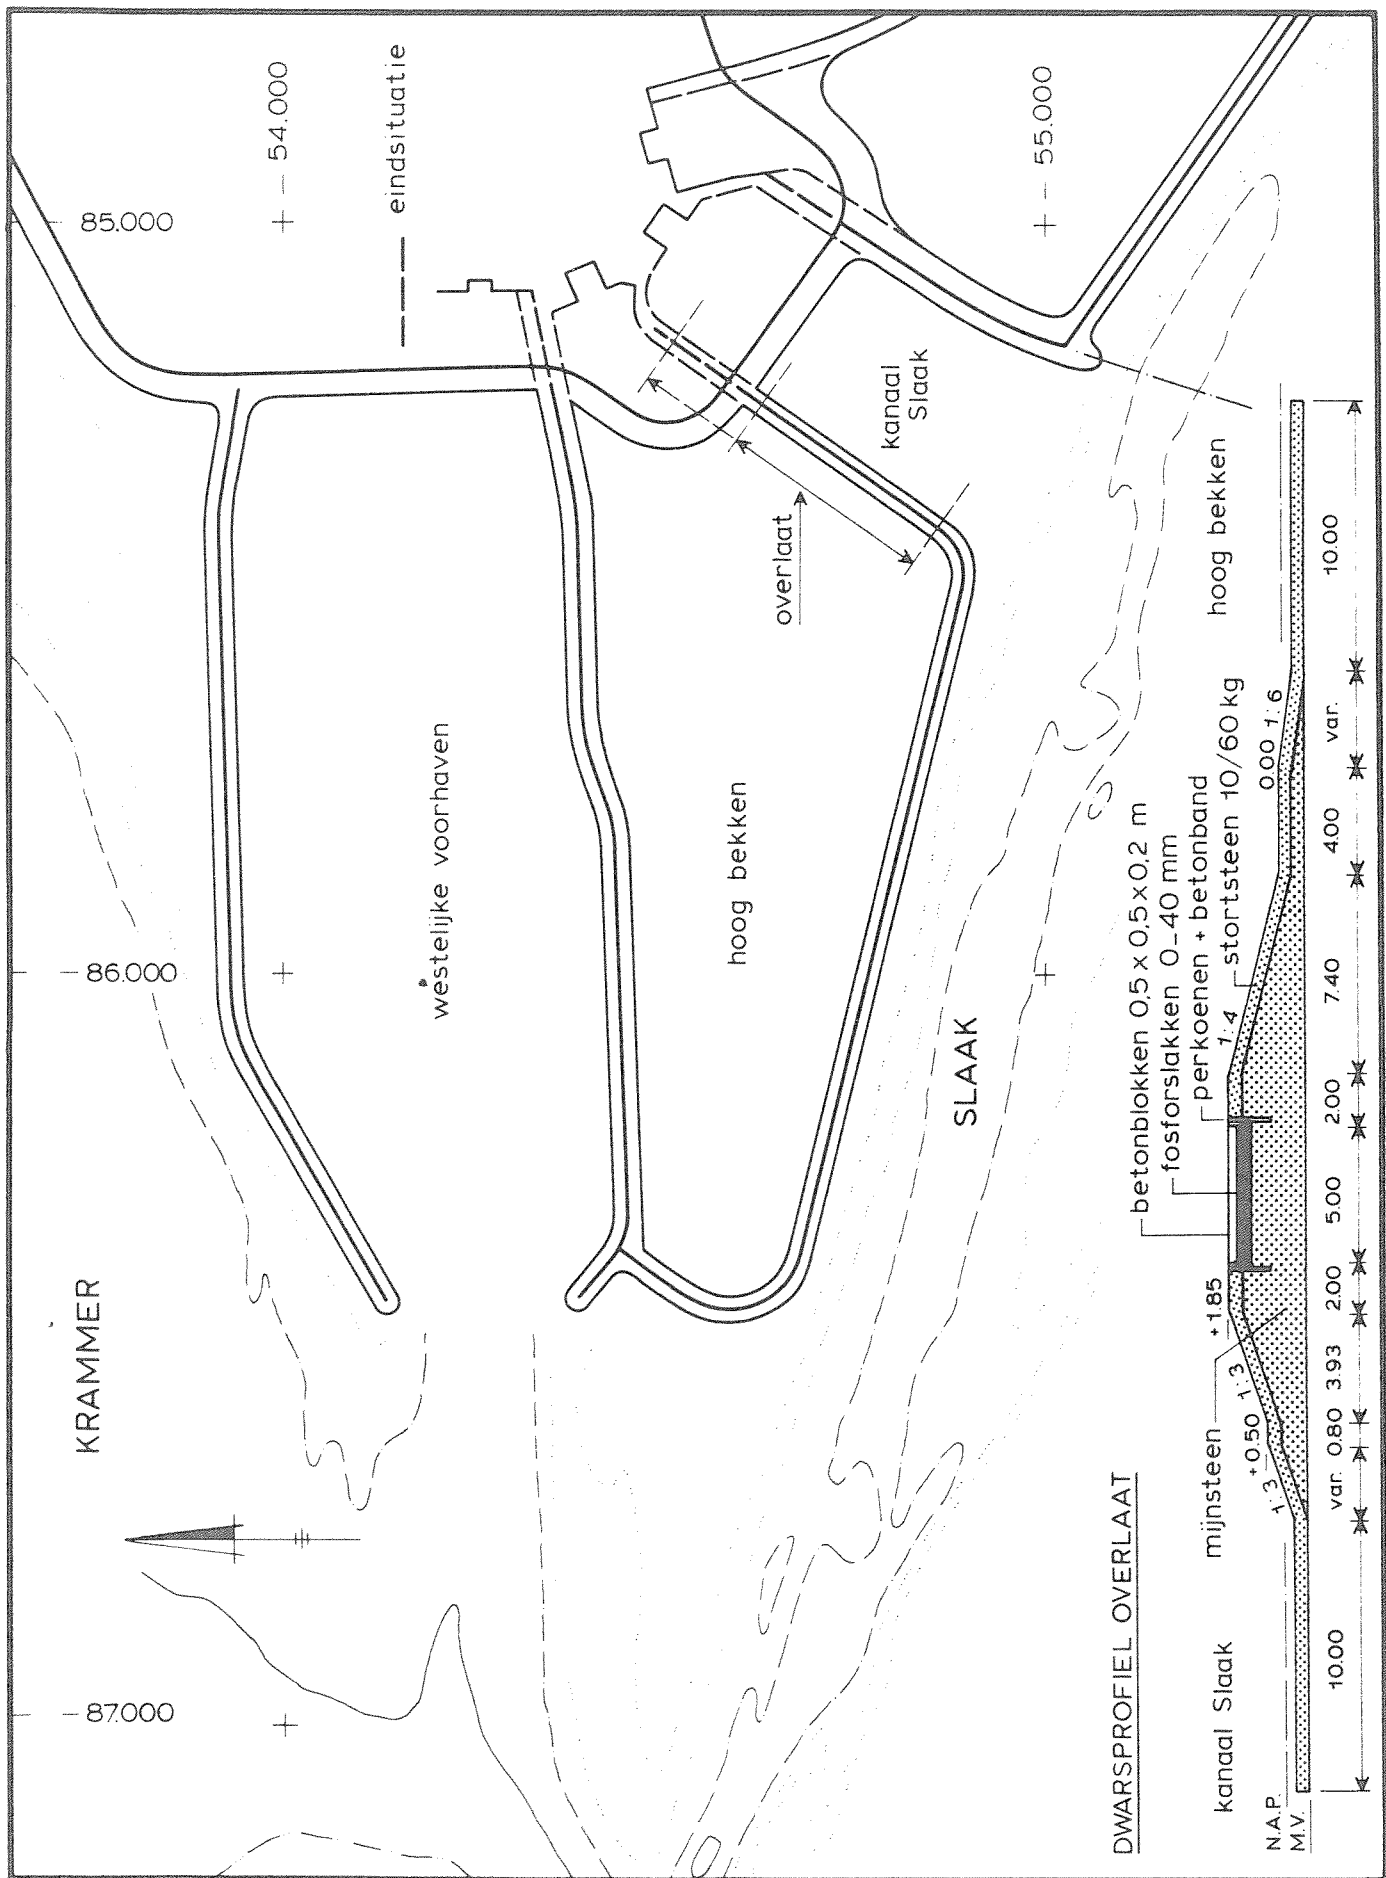 KRAMMER
87.000
86.000
85.000
54.000
eindsituatie
westelijke voorhaven
hoog bekken
overlaat
kanaal
Slaak
55.000
SLAAK
DWARSPROFIEL OVERLAAT
betonblokken 0,5 x 0,5 x 0,2 m
fosforslakken 0-40 mm
perkoenen + betonband
stortsteen 10/60 kg
kanaal Slaak
mijnsteen
hoog bekken
1:3
+0.50
1:3
+1.85
1:4
0.00
1:6
N.A.P.
M.V.
10.00
var.
0.80
3.93
2.00
5.00
2.00
7.40
4.00
var.
10.00